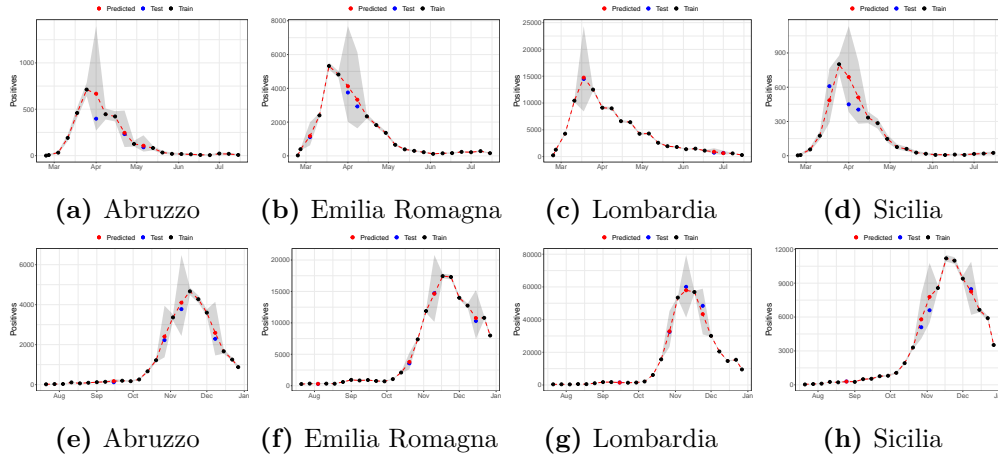 Predicted Test Train Predicted Test Train Predicted Test Train Predicted Test Train
Positives 1000 500 0 Mar Apr May Jun Jul
Positives 8000 6000 4000 2000 0 Mar Apr May Jun Jul
Positives 25000 20000 15000 10000 5000 0 Mar Apr May Jun Jul
Positives 900 600 300 0 Mar Apr May Jun Jul
(a) Abruzzo (b) Emilia Romagna (c) Lombardia (d) Sicilia
Predicted Test Train Predicted Test Train Predicted Test Train Predicted Test Train
Positives 6000 4000 2000 0 Aug Sep Oct Nov Dec Jan
Positives 20000 15000 10000 5000 0 Aug Sep Oct Nov Dec Jan
Positives 80000 60000 40000 20000 0 Aug Sep Oct Nov Dec Jan
Positives 12000 9000 6000 3000 0 Aug Sep Oct Nov Dec Jan
(e) Abruzzo (f) Emilia Romagna (g) Lombardia (h) Sicilia